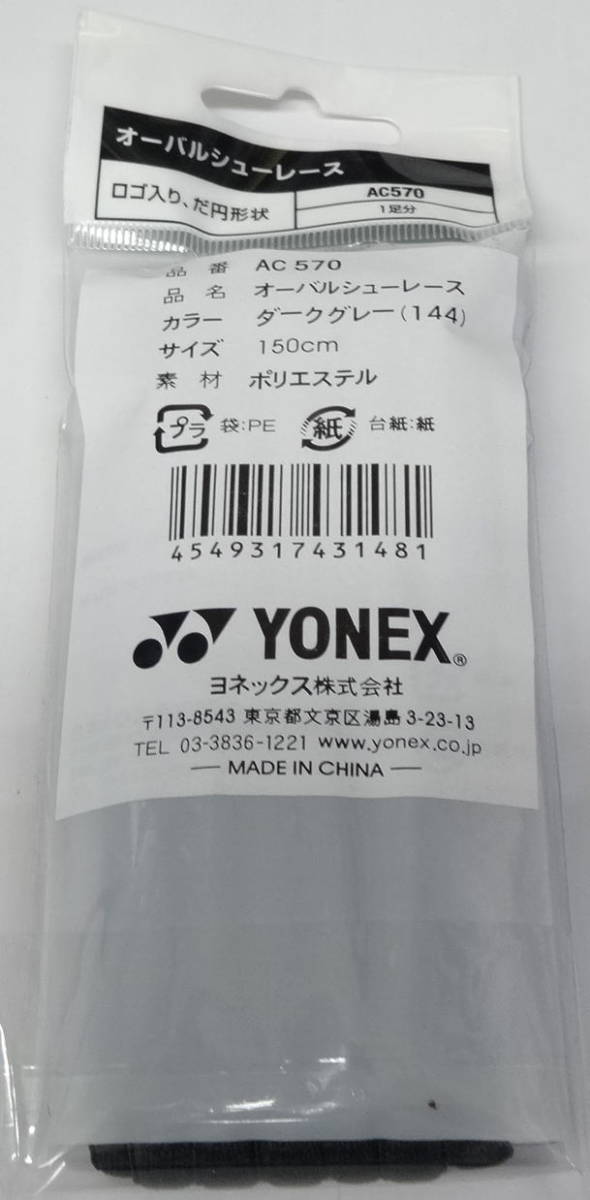 オーバルシューレース
ロゴ入り、だ円形状
AC570
1足分
品番 AC 570
品名 オーバルシューレース
カラー ダークグレー(144)
サイズ 150cm
素材 ポリエステル
プラ 袋:PE 紙 台紙:紙
4549317431481
YONEX®
ヨネックス株式会社
〒113-8543 東京都文京区湯島3-23-13
TEL 03-3836-1221 www.yonex.co.jp
— MADE IN CHINA —